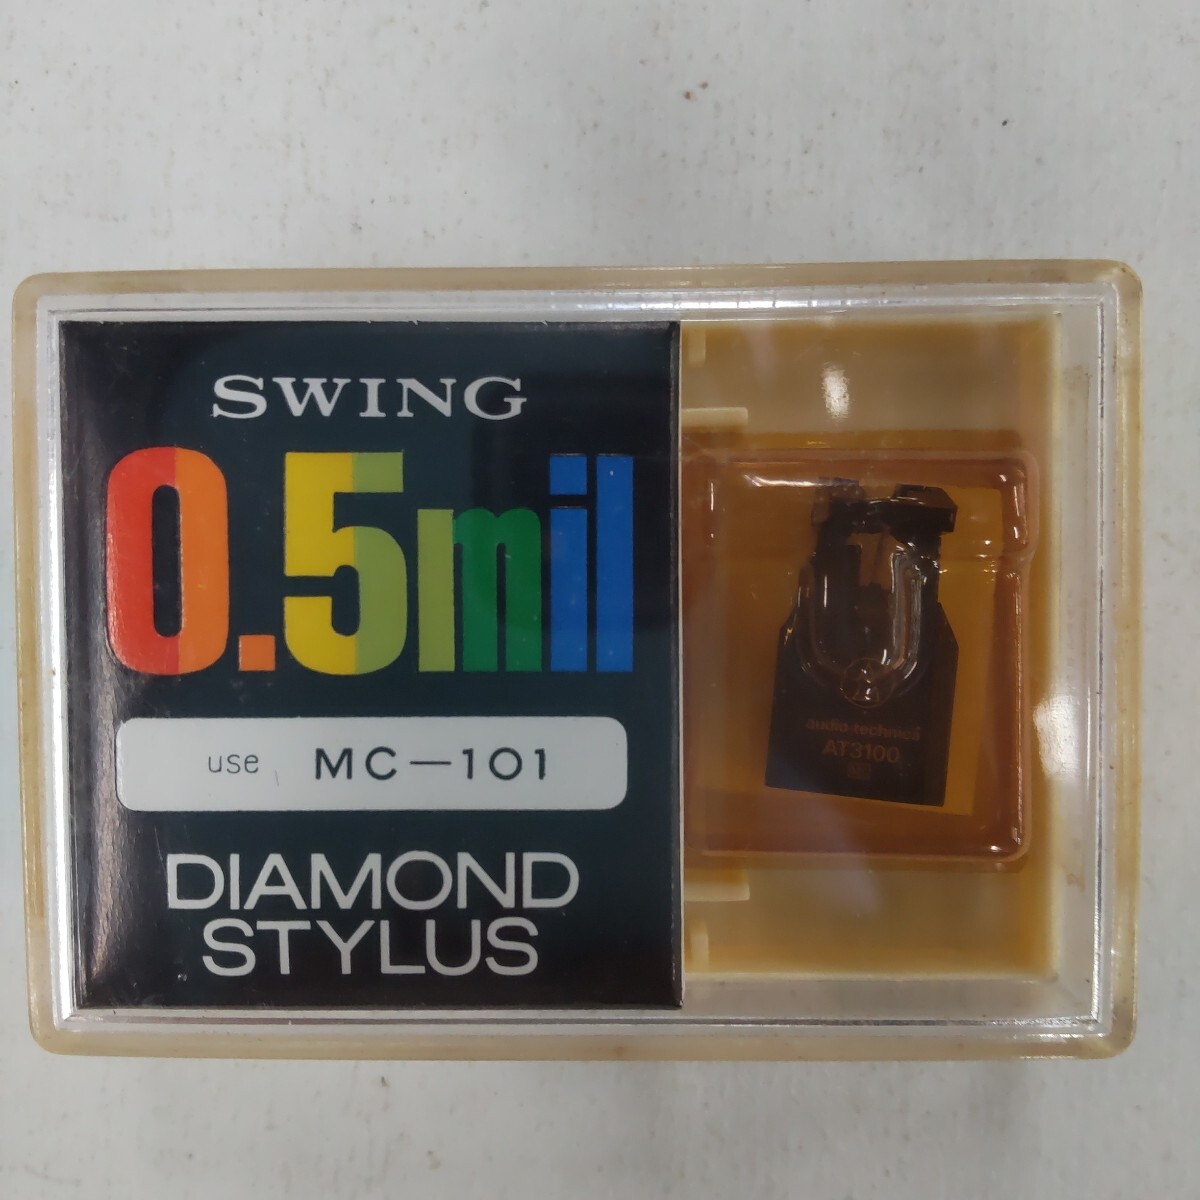 SWING
0.5mil
use MC-101
DIAMOND
STYLUS
audio-technica
AT3100